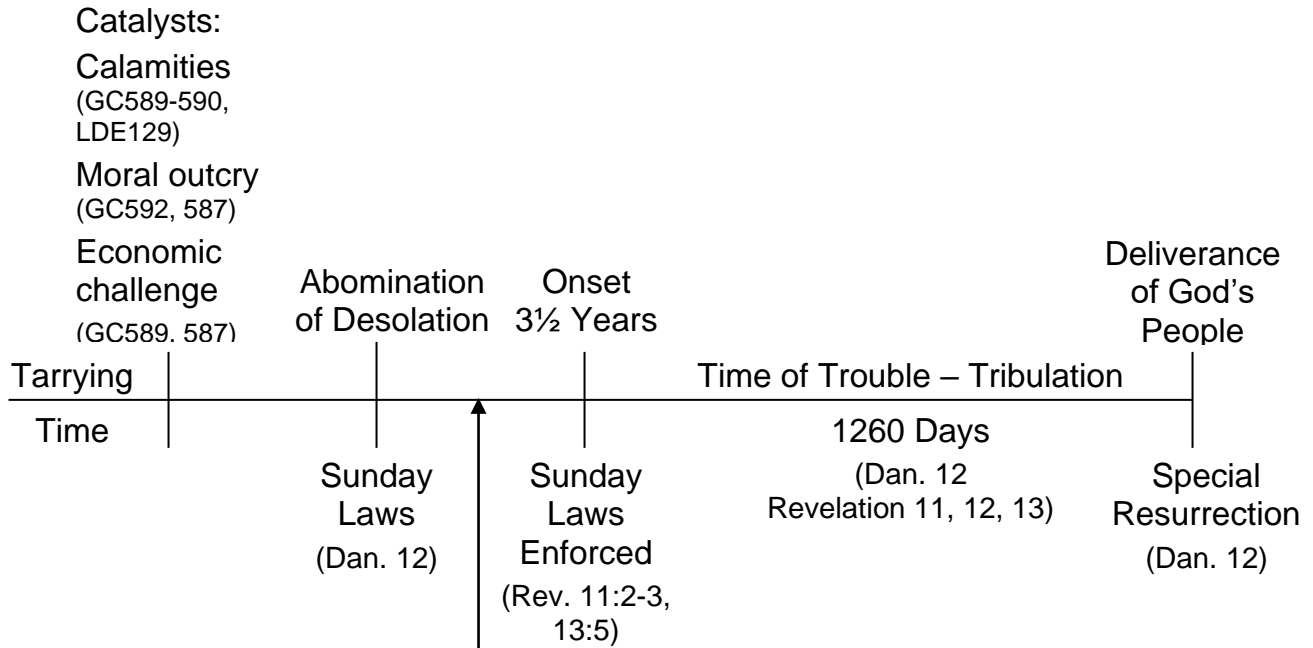 Catalysts:
Calamities
(GC589-590,
LDE129)
Moral outcry
(GC592, 587)
Economic
challenge
(GC589, 587)
Abomination
of Desolation
Onset
3½ Years
Deliverance
of God's
People
Tarrying
Time
Time of Trouble – Tribulation
1260 Days
(Dan. 12
Revelation 11, 12, 13)
Sunday
Laws
(Dan. 12)
Sunday
Laws
Enforced
(Rev. 11:2-3,
13:5)
Special
Resurrection
(Dan. 12)